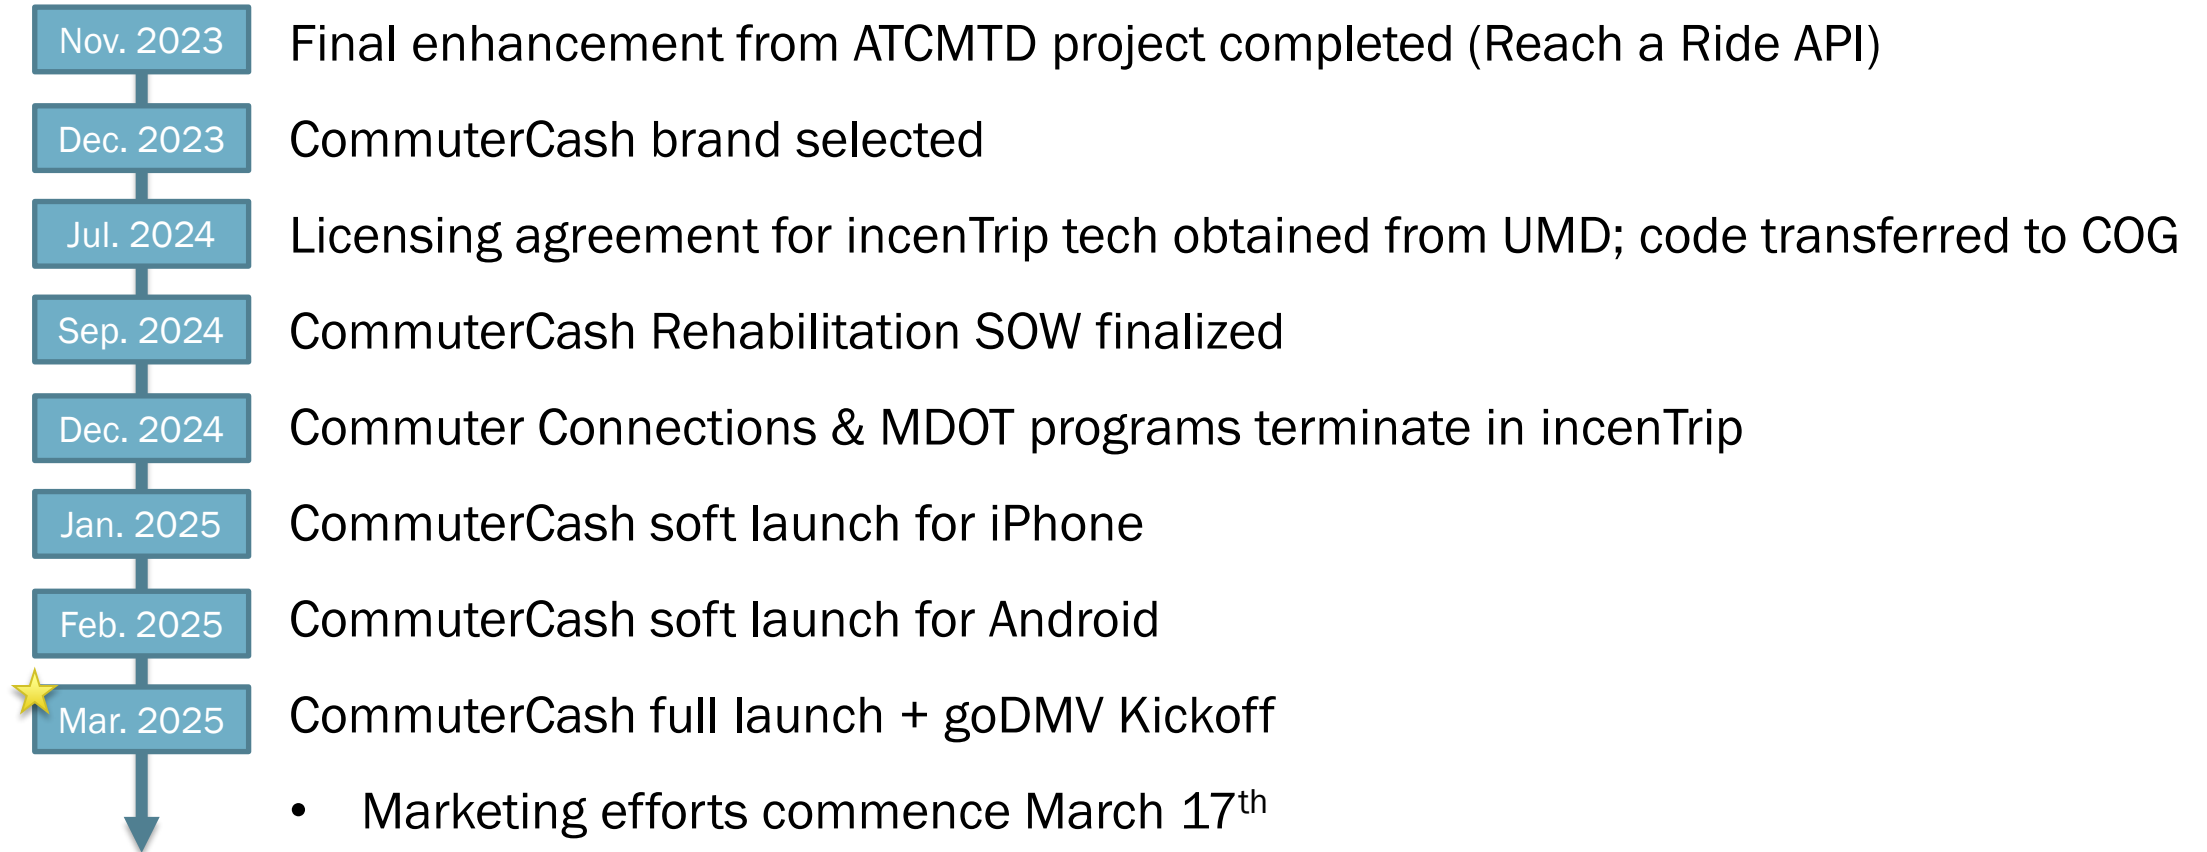 Nov. 2023 Final enhancement from ATCMTD project completed (Reach a Ride API)
Dec. 2023 CommuterCash brand selected
Jul. 2024 Licensing agreement for incenTrip tech obtained from UMD; code transferred to COG
Sep. 2024 CommuterCash Rehabilitation SOW finalized
Dec. 2024 Commuter Connections & MDOT programs terminate in incenTrip
Jan. 2025 CommuterCash soft launch for iPhone
Feb. 2025 CommuterCash soft launch for Android
Mar. 2025 CommuterCash full launch + goDMV Kickoff
• Marketing efforts commence March 17th